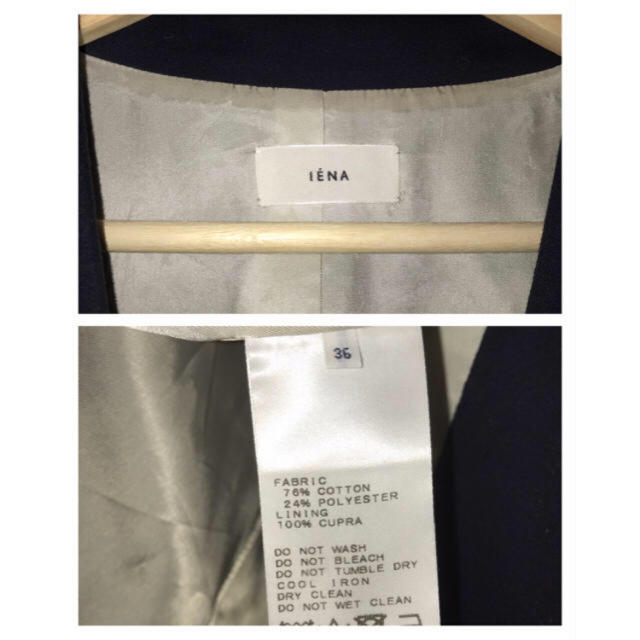 IÉNA
36
FABRIC
76% COTTON
24% POLYESTER
LINING
100% CUPRA
DO NOT WASH
DO NOT BLEACH
DO NOT TUMBLE DRY
COOL IRON
DRY CLEAN
DO NOT WET CLEAN